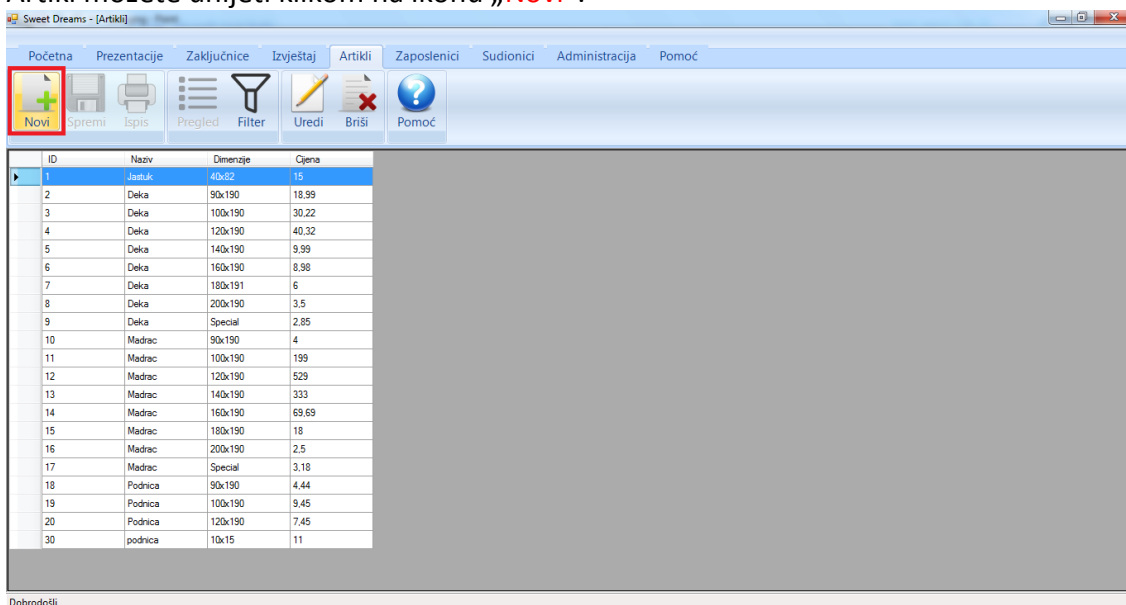 Artikl možete unijeti klikom na ikonu „Novi“.
Sweet Dreams - [Artikli]
Početna Prezentacije Zaključnice Izvještaj Artikli Zaposlenici Sudionici Administracija Pomoć
Novi Spremi Ispis Pregled Filter Uredi Briši Pomoć
ID Naziv Dimenzije Cijena
1 Jastuk 40x82 15
2 Deka 90x190 18,99
3 Deka 100x190 30,22
4 Deka 120x190 40,32
5 Deka 140x190 9,99
6 Deka 160x190 8,98
7 Deka 180x191 6
8 Deka 200x190 3,5
9 Deka Special 2,85
10 Madrac 90x190 4
11 Madrac 100x190 199
12 Madrac 120x190 529
13 Madrac 140x190 333
14 Madrac 160x190 69,69
15 Madrac 180x190 18
16 Madrac 200x190 2,5
17 Madrac Special 3,18
18 Podnica 90x190 4,44
19 Podnica 100x190 9,45
20 Podnica 120x190 7,45
30 podnica 10x15 11
Dobrodošli